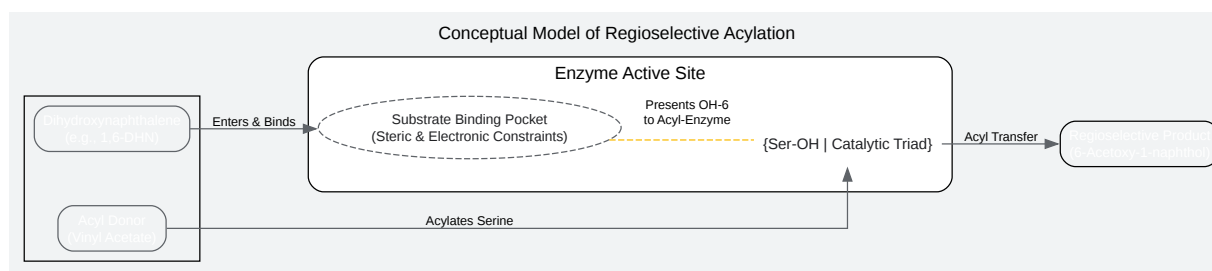 Conceptual Model of Regioselective Acylation
Enzyme Active Site
Dihydroxynaphthalene
(e.g., 1,6-DHN)
Enters & Binds
Substrate Binding Pocket
(Steric & Electronic Constraints)
Presents OH-6
to Acyl-Enzyme
{Ser-OH | Catalytic Triad}
Acyl Transfer
Regioselective Product
(6-Acetoxy-1-naphthol)
Acyl Donor
(Vinyl Acetate)
Acylates Serine